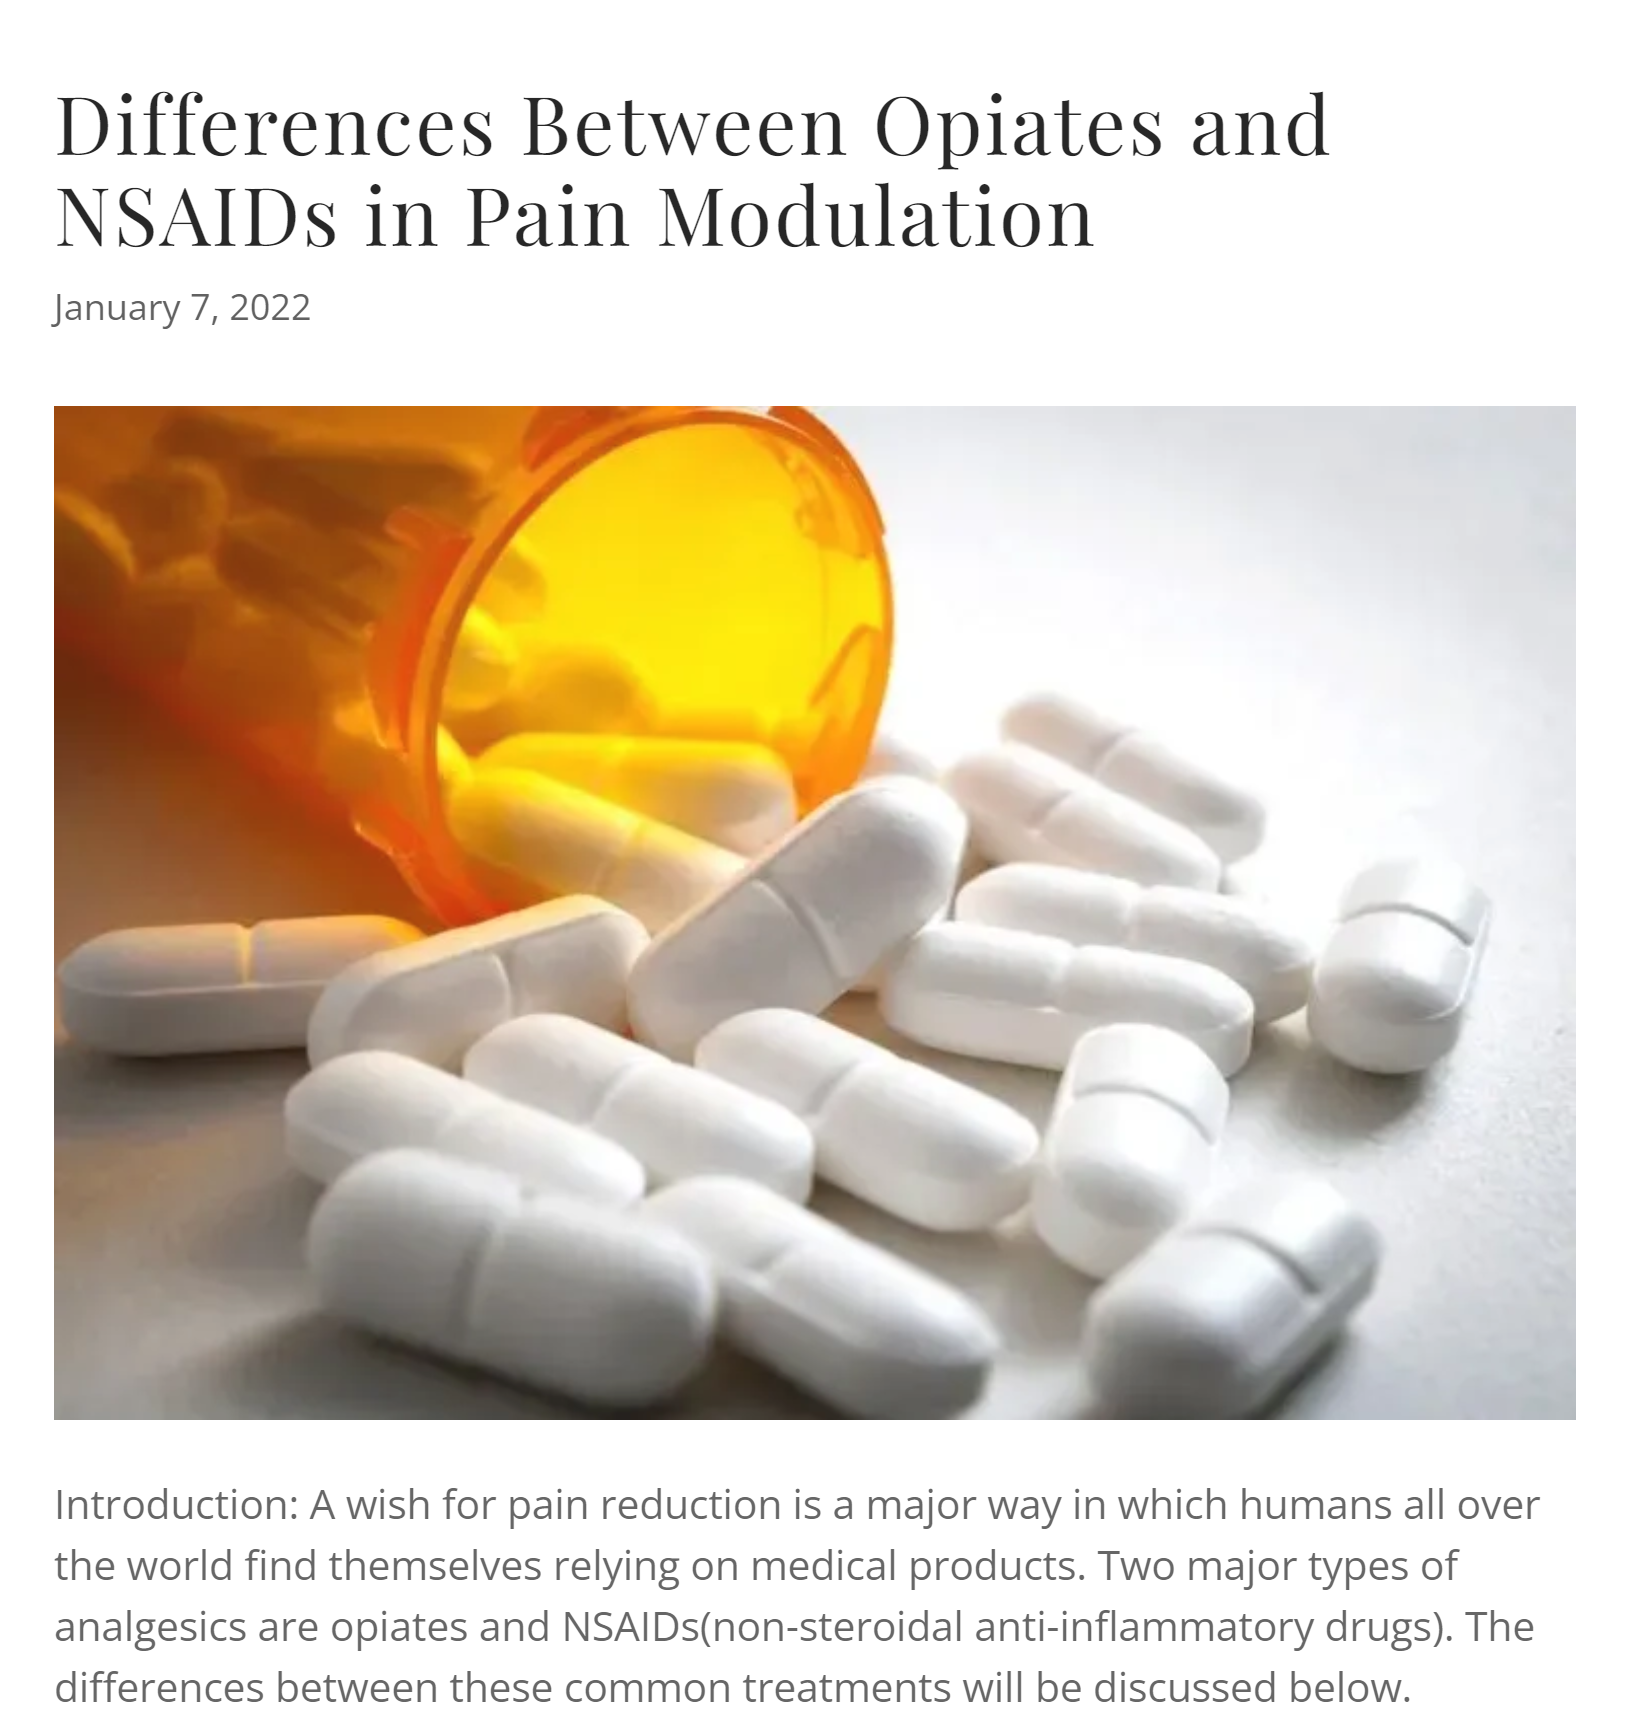 Differences Between Opiates and
NSAIDs in Pain Modulation
January 7, 2022
Introduction: A wish for pain reduction is a major way in which humans all over
the world find themselves relying on medical products. Two major types of
analgesics are opiates and NSAIDs(non-steroidal anti-inflammatory drugs). The
differences between these common treatments will be discussed below.